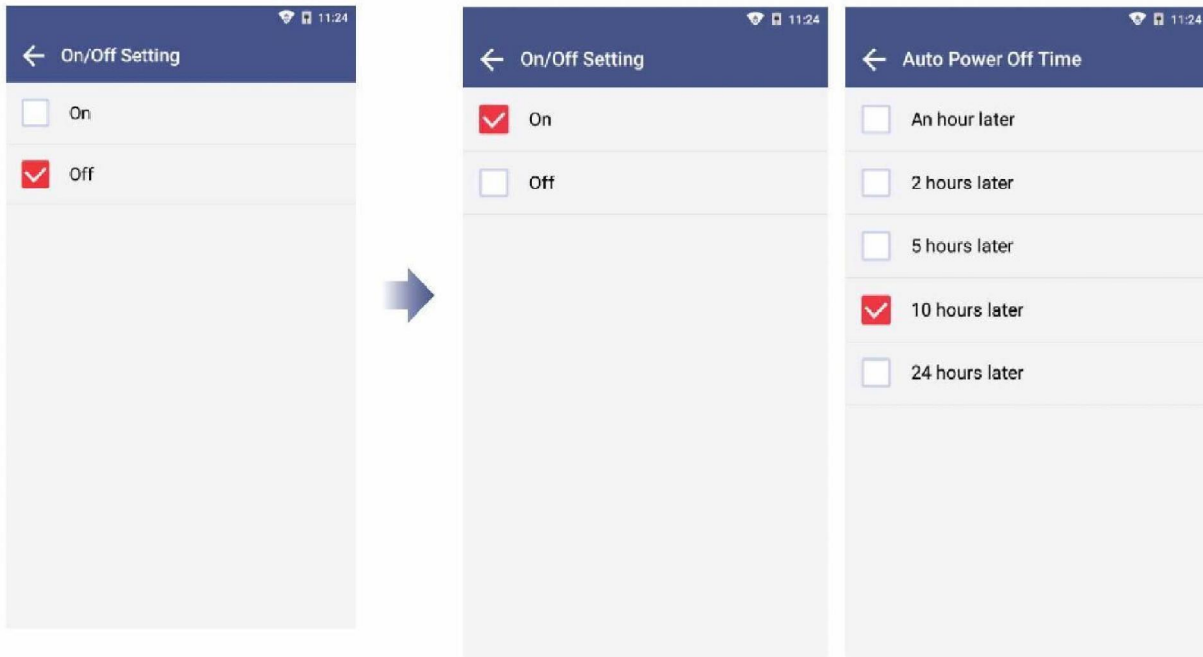 11:24
On/Off Setting
On
Off
11:24
On/Off Setting
On
Off
11:24
Auto Power Off Time
An hour later
2 hours later
5 hours later
10 hours later
24 hours later